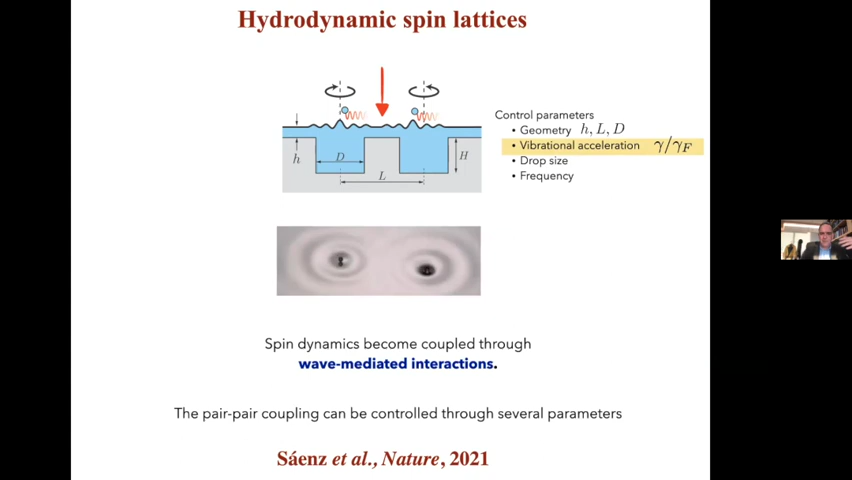 Hydrodynamic spin lattices
Control parameters
• Geometry h, L, D
• Vibrational acceleration γ/γF
• Drop size
• Frequency
h
D
H
L
Spin dynamics become coupled through
wave-mediated interactions.
The pair-pair coupling can be controlled through several parameters
Sáenz et al., Nature, 2021